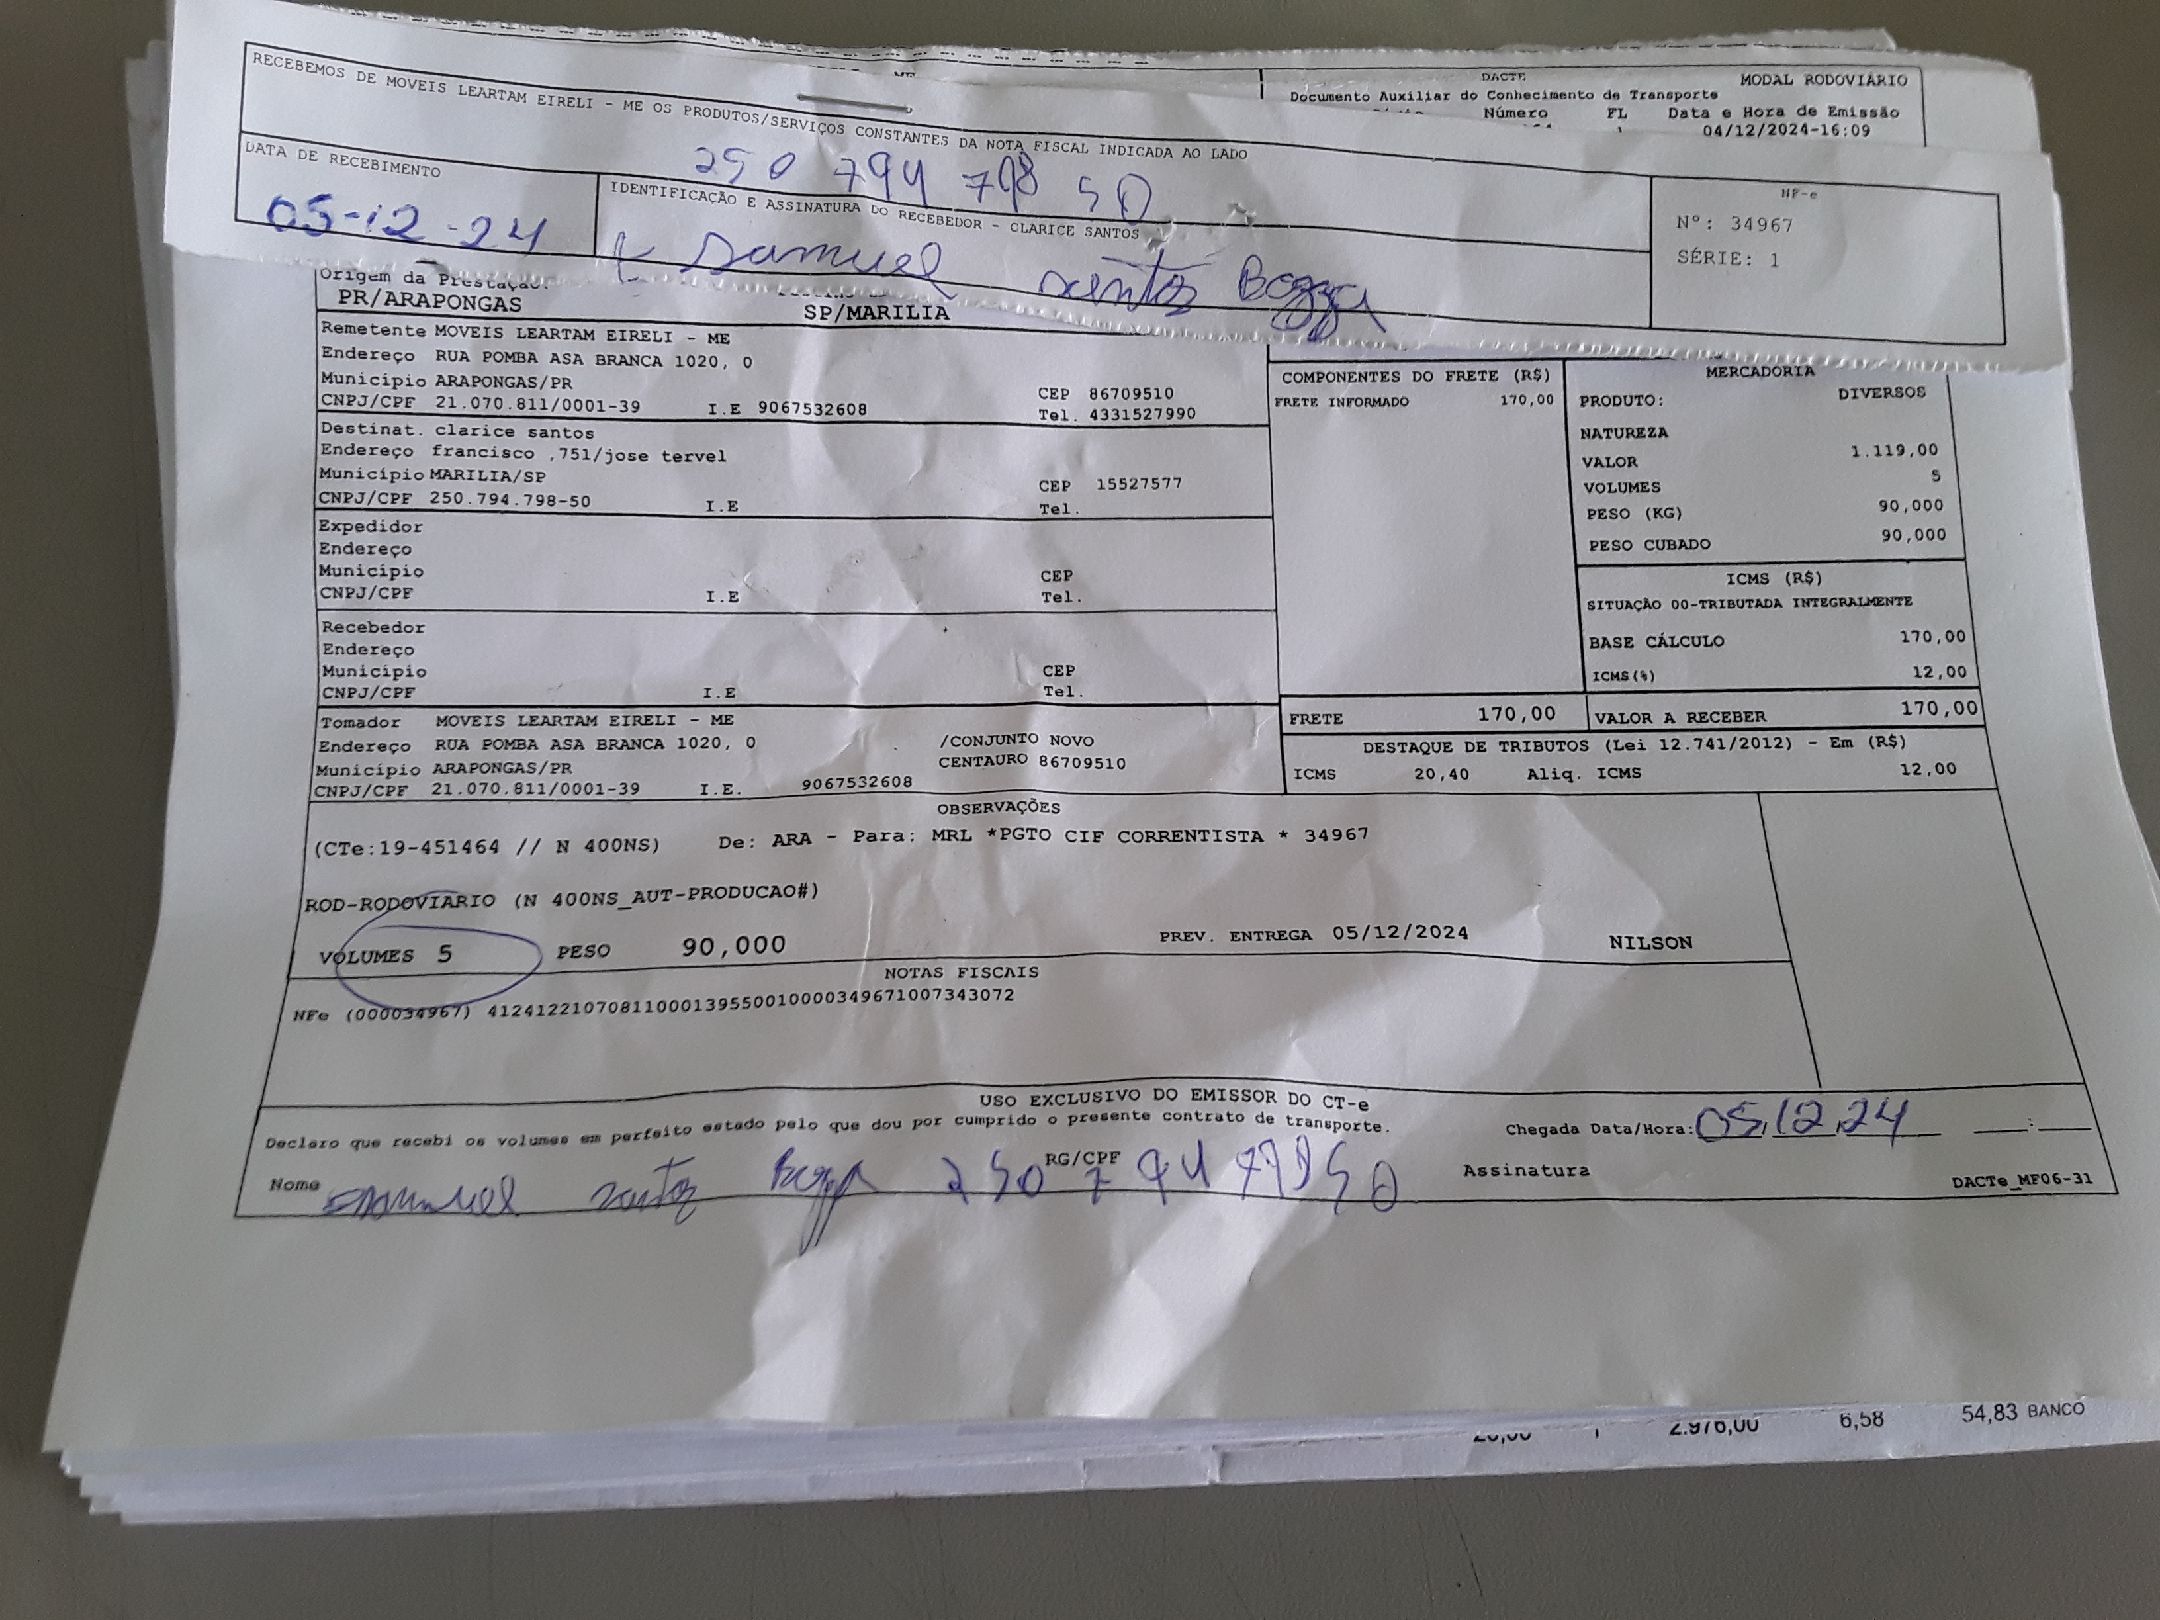 DACTE MODAL RODOVIÁRIO
Documento Auxiliar do Conhecimento de Transporte
Número FL Data e Hora de Emissão
04/12/2024-16:09
RECEBEMOS DE MOVEIS LEARTAM EIRELI - ME OS PRODUTOS/SERVIÇOS CONSTANTES DA NOTA FISCAL INDICADA AO LADO
250 794 798 50
DATA DE RECEBIMENTO
05-12-24
IDENTIFICAÇÃO E ASSINATURA DO RECEBEDOR - CLARICE SANTOS
Samuel santos Bozza
NF-e
Nº: 34967
SÉRIE: 1
Origem da Prestação:
PR/ARAPONGAS SP/MARILIA
Remetente MOVEIS LEARTAM EIRELI - ME
Endereço RUA POMBA ASA BRANCA 1020, 0
Município ARAPONGAS/PR CEP 86709510
CNPJ/CPF 21.070.811/0001-39 I.E 9067532608 Tel. 4331527990
Destinat. clarice santos
Endereço francisco ,751/jose tervel
Município MARILIA/SP CEP 15527577
CNPJ/CPF 250.794.798-50 I.E Tel.
Expedidor
Endereço
Município CEP
CNPJ/CPF I.E Tel.
Recebedor
Endereço
Município CEP
CNPJ/CPF I.E Tel.
Tomador MOVEIS LEARTAM EIRELI - ME
Endereço RUA POMBA ASA BRANCA 1020, 0 /CONJUNTO NOVO
Município ARAPONGAS/PR CENTAURO 86709510
CNPJ/CPF 21.070.811/0001-39 I.E. 9067532608
COMPONENTES DO FRETE (R$)
FRETE INFORMADO 170,00
MERCADORIA
PRODUTO: DIVERSOS
NATUREZA
VALOR 1.119,00
VOLUMES 5
PESO (KG) 90,000
PESO CUBADO 90,000
ICMS (R$)
SITUAÇÃO 00-TRIBUTADA INTEGRALMENTE
BASE CÁLCULO 170,00
ICMS(%) 12,00
FRETE 170,00 VALOR A RECEBER 170,00
DESTAQUE DE TRIBUTOS (Lei 12.741/2012) - Em (R$)
ICMS 20,40 Aliq. ICMS 12,00
OBSERVAÇÕES
(CTe:19-451464 // N 400NS) De: ARA - Para: MRL *PGTO CIF CORRENTISTA * 34967
ROD-RODOVIARIO (N 400NS_AUT-PRODUCAO#)
VOLUMES 5 PESO 90,000 PREV. ENTREGA 05/12/2024 NILSON
NOTAS FISCAIS
NFe (000034967) 41241221070811000139550010000349671007343072
USO EXCLUSIVO DO EMISSOR DO CT-e
Declaro que recebi os volumes em perfeito estado pelo que dou por cumprido o presente contrato de transporte. Chegada Data/Hora: 05.12.24 :
Nome Samuel santos Bozza RG/CPF 250 794 798 50 Assinatura
DACTe_MF06-31
2.976,00 6,58 54,83 BANCO